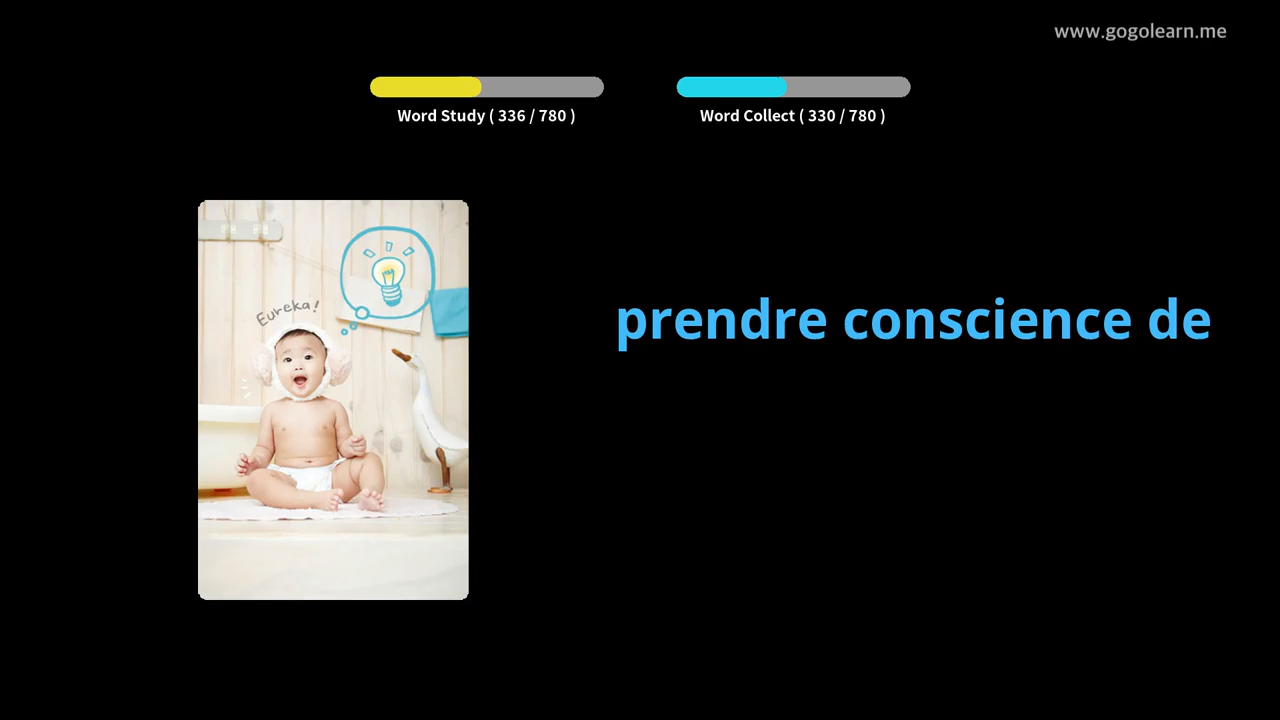 www.gogolearn.me
Word Study ( 336 / 780 )
Word Collect ( 330 / 780 )
Eureka!
prendre conscience de